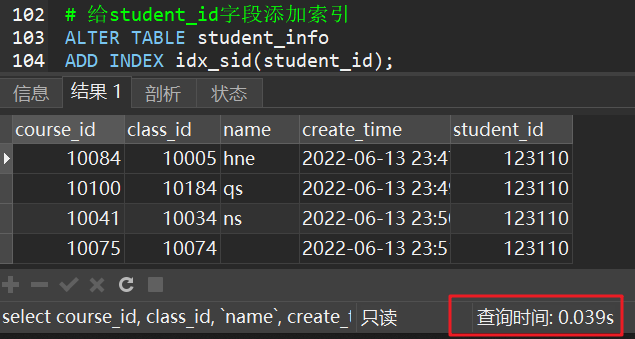 102 # 给student_id字段添加索引
103 ALTER TABLE student_info
104 ADD INDEX idx_sid(student_id);
信息 结果 1 剖析 状态
course_id class_id name create_time student_id
10084 10005 hne 2022-06-13 23:47 123110
10100 10184 qs 2022-06-13 23:49 123110
10041 10034 ns 2022-06-13 23:50 123110
10075 10074 2022-06-13 23:5 123110
select course_id, class_id, `name`, create_t 只读 查询时间: 0.039s